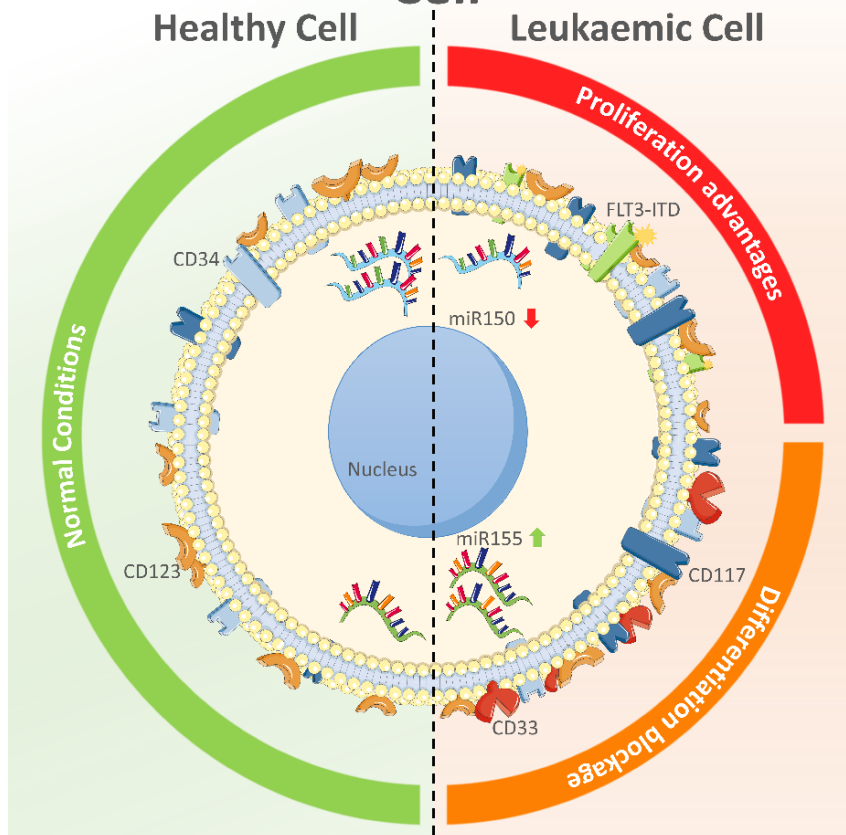 Cell
Healthy Cell
Leukaemic Cell
Proliferation advantages
FLT3-ITD
CD34
miR150
Normal Conditions
Nucleus
miR155
CD123
CD117
Differentiation blockage
CD33